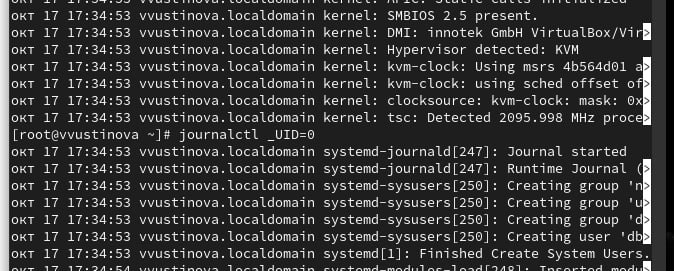 окт 17 17:34:53 vvustinova.localdomain kernel: APIC: Static calls initialized
окт 17 17:34:53 vvustinova.localdomain kernel: SMBIOS 2.5 present.
окт 17 17:34:53 vvustinova.localdomain kernel: DMI: innotek GmbH VirtualBox/Vir>
окт 17 17:34:53 vvustinova.localdomain kernel: Hypervisor detected: KVM
окт 17 17:34:53 vvustinova.localdomain kernel: kvm-clock: Using msrs 4b564d01 a>
окт 17 17:34:53 vvustinova.localdomain kernel: kvm-clock: using sched offset of>
окт 17 17:34:53 vvustinova.localdomain kernel: clocksource: kvm-clock: mask: 0x>
окт 17 17:34:53 vvustinova.localdomain kernel: tsc: Detected 2095.998 MHz proce>
[root@vvustinova ~]# journalctl _UID=0
окт 17 17:34:53 vvustinova.localdomain systemd-journald[247]: Journal started
окт 17 17:34:53 vvustinova.localdomain systemd-journald[247]: Runtime Journal (>
окт 17 17:34:53 vvustinova.localdomain systemd-sysusers[250]: Creating group 'n>
окт 17 17:34:53 vvustinova.localdomain systemd-sysusers[250]: Creating group 'u>
окт 17 17:34:53 vvustinova.localdomain systemd-sysusers[250]: Creating group 'd>
окт 17 17:34:53 vvustinova.localdomain systemd-sysusers[250]: Creating user 'db>
окт 17 17:34:53 vvustinova.localdomain systemd[1]: Finished Create System Users.
окт 17 17:34:54 vvustinova.localdomain systemd-modules-load[248]: Inserted modu>